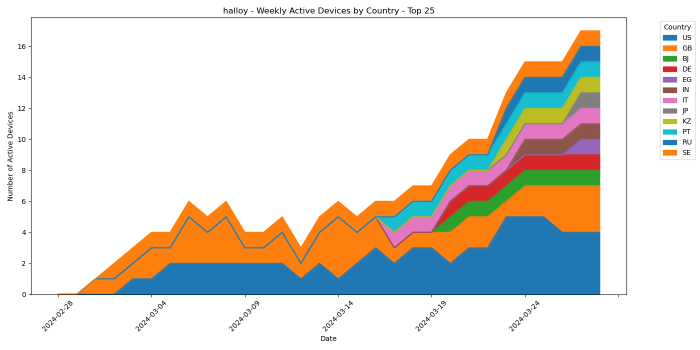 halloy - Weekly Active Devices by Country - Top 25
Number of Active Devices
16
14
12
10
8
6
4
2
0
2024-02-28
2024-03-04
2024-03-09
2024-03-14
2024-03-19
2024-03-24
Date
Country
US
GB
BJ
DE
EG
IN
IT
JP
KZ
PT
RU
SE